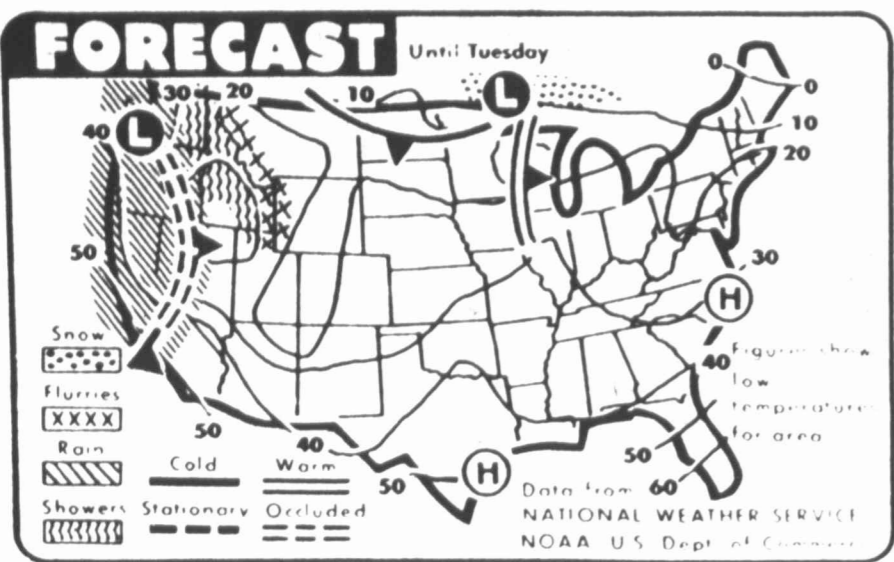 FORECAST
Until Tuesday
30 20 10 L 0 0
40 L 10
20
50 30
H
Snow
40 Figures show
low
Flurries temperatures
XXXX for area
50 40
Rain Cold Warm 50 H 50 60
Showers Stationary Occluded
Data from
NATIONAL WEATHER SERVICE
NOAA U S Dept. of